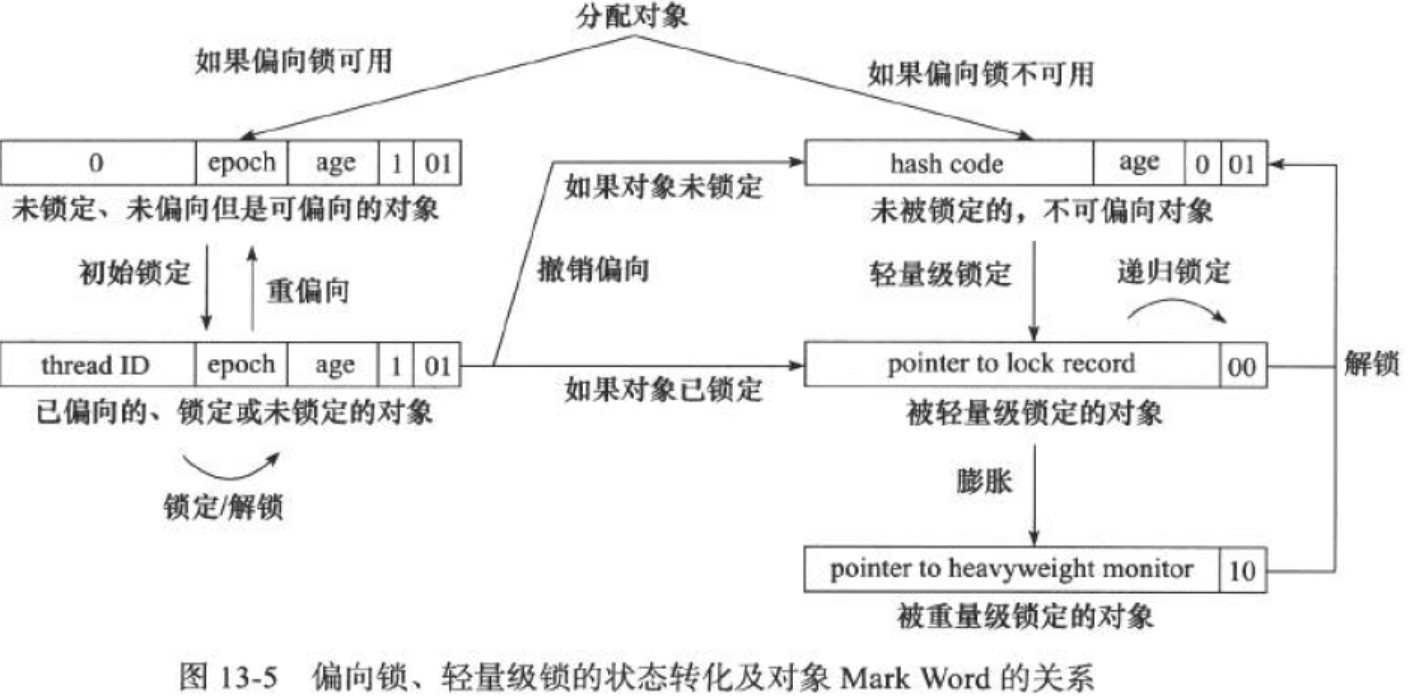 分配对象
如果偏向锁可用
如果偏向锁不可用
0 epoch age 1 01
未锁定、未偏向但是可偏向的对象
hash code age 0 01
未被锁定的，不可偏向对象
如果对象未锁定
初始锁定
重偏向
撤销偏向
轻量级锁定
递归锁定
thread ID epoch age 1 01
已偏向的、锁定或未锁定的对象
如果对象已锁定
pointer to lock record 00
被轻量级锁定的对象
解锁
锁定/解锁
膨胀
pointer to heavyweight monitor 10
被重量级锁定的对象
图 13-5 偏向锁、轻量级锁的状态转化及对象 Mark Word 的关系